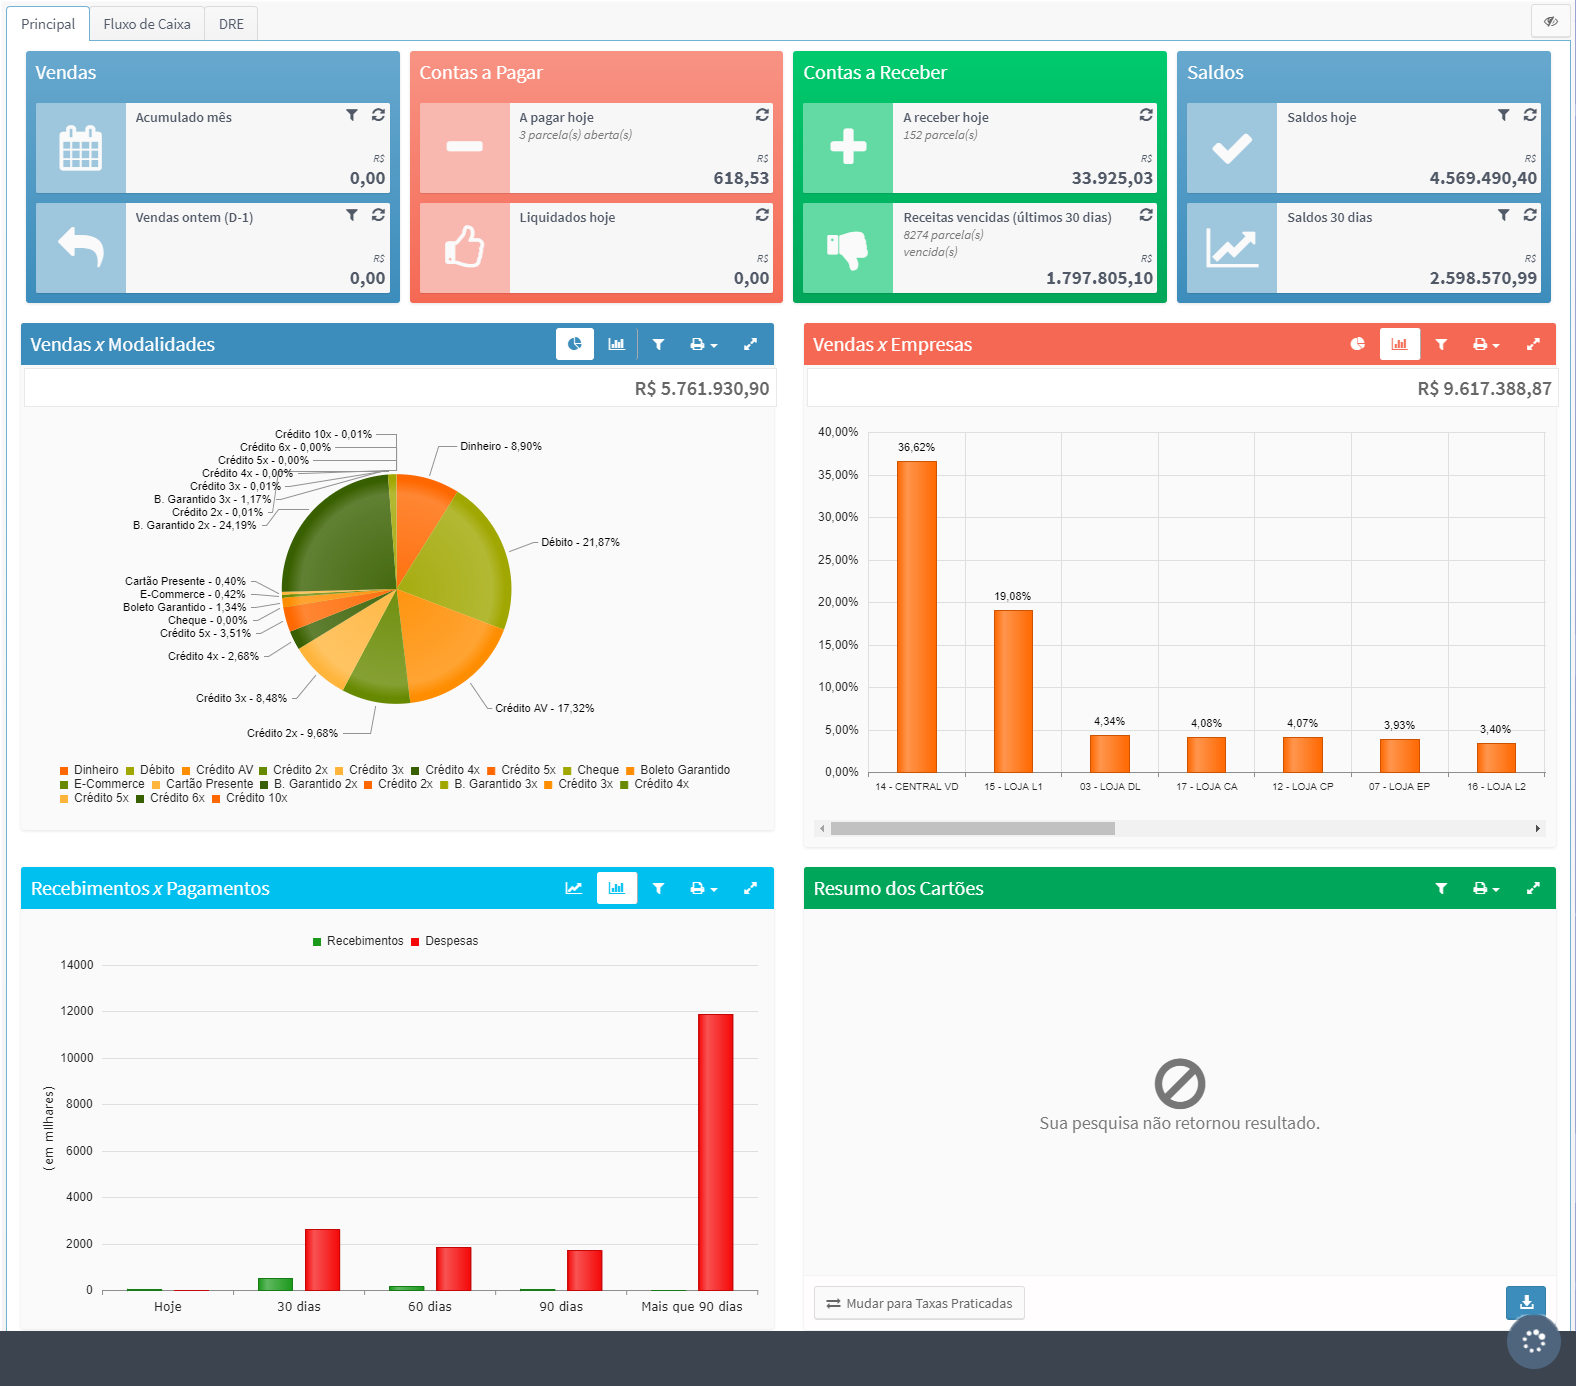 Principal
Fluxo de Caixa
DRE
Vendas
Acumulado mês
R$
0,00
Vendas ontem (D-1)
R$
0,00
Contas a Pagar
A pagar hoje
3 parcela(s) aberta(s)
R$
618,53
Liquidados hoje
R$
0,00
Contas a Receber
A receber hoje
152 parcela(s)
R$
33.925,03
Receitas vencidas (últimos 30 dias)
8274 parcela(s)
vencida(s)
R$
1.797.805,10
Saldos
Saldos hoje
R$
4.569.490,40
Saldos 30 dias
R$
2.598.570,99
Vendas x Modalidades
R$ 5.761.930,90
Crédito 10x - 0,01%
Crédito 6x - 0,00%
Crédito 5x - 0,00%
Crédito 4x - 0,00%
Crédito 3x - 0,01%
B. Garantido 3x - 1,17%
Crédito 2x - 0,01%
B. Garantido 2x - 24,19%
Dinheiro - 8,90%
Débito - 21,87%
Cartão Presente - 0,40%
E-Commerce - 0,42%
Boleto Garantido - 1,34%
Cheque - 0,00%
Crédito 5x - 3,51%
Crédito 4x - 2,68%
Crédito 3x - 8,48%
Crédito AV - 17,32%
Crédito 2x - 9,68%
Dinheiro Débito Crédito AV Crédito 2x Crédito 3x Crédito 4x Crédito 5x Cheque Boleto Garantido
E-Commerce Cartão Presente B. Garantido 2x Crédito 2x B. Garantido 3x Crédito 3x Crédito 4x
Crédito 5x Crédito 6x Crédito 10x
Vendas x Empresas
R$ 9.617.388,87
40,00%
35,00%
30,00%
25,00%
20,00%
15,00%
10,00%
5,00%
0,00%
36,62%
19,08%
4,34%
4,08%
4,07%
3,93%
3,40%
14 - CENTRAL VD
15 - LOJA L1
03 - LOJA DL
17 - LOJA CA
12 - LOJA CP
07 - LOJA EP
16 - LOJA L2
Recebimentos x Pagamentos
Recebimentos Despesas
(em milhares)
14000
12000
10000
8000
6000
4000
2000
0
Hoje
30 dias
60 dias
90 dias
Mais que 90 dias
Resumo dos Cartões
Sua pesquisa não retornou resultado.
Mudar para Taxas Praticadas